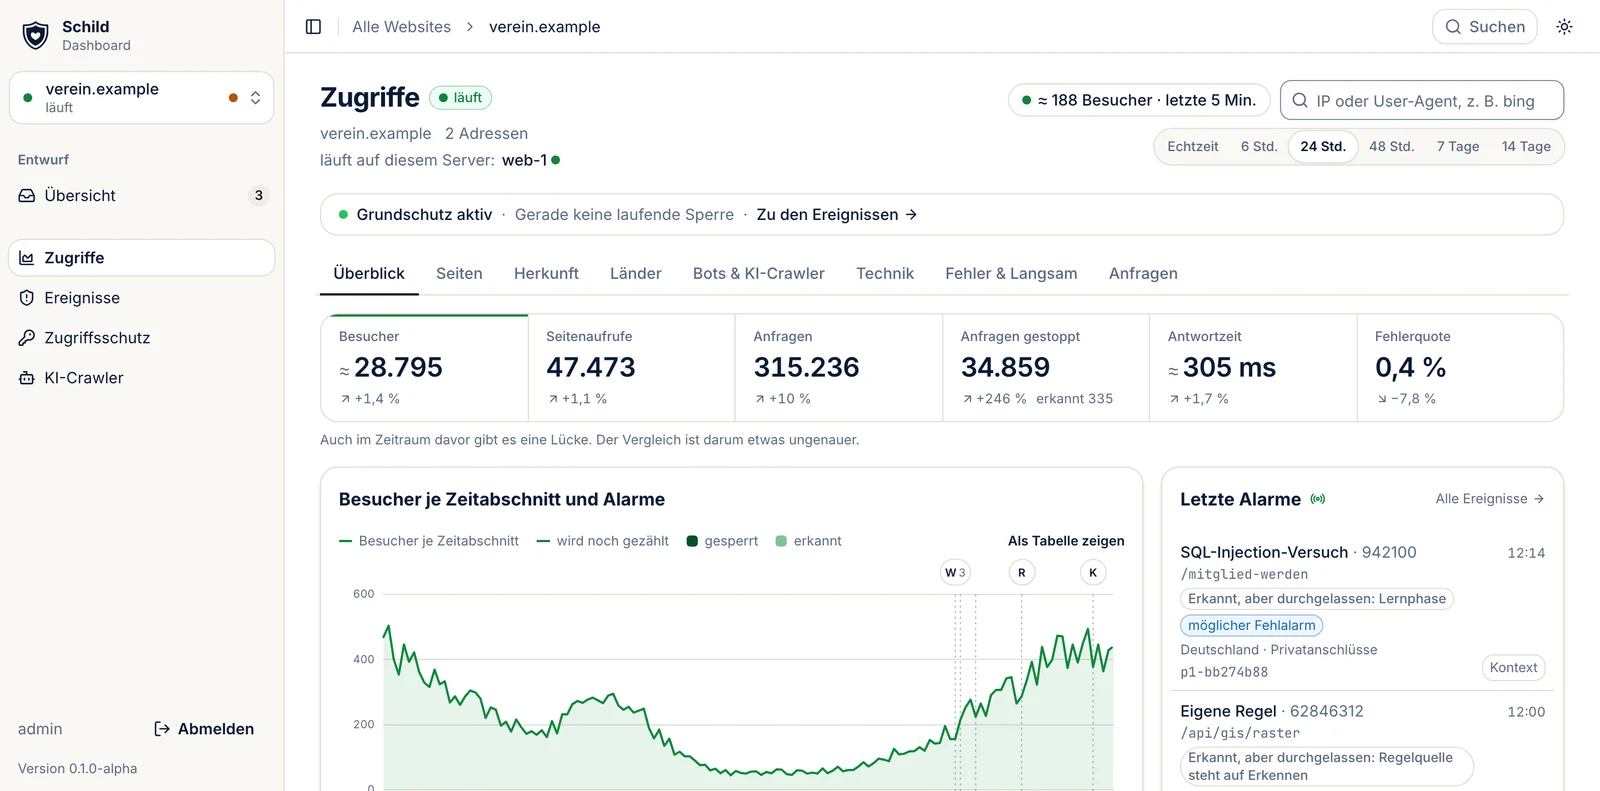 Schild
Dashboard
verein.example
läuft
Entwurf
Übersicht 3
Zugriffe
Ereignisse
Zugriffsschutz
KI-Crawler
admin
Abmelden
Version 0.1.0-alpha
Alle Websites > verein.example
Suchen
Zugriffe läuft
verein.example 2 Adressen
läuft auf diesem Server: web-1
≈ 188 Besucher · letzte 5 Min.
IP oder User-Agent, z. B. bing
Echtzeit 6 Std. 24 Std. 48 Std. 7 Tage 14 Tage
Grundschutz aktiv · Gerade keine laufende Sperre · Zu den Ereignissen →
Überblick Seiten Herkunft Länder Bots & KI-Crawler Technik Fehler & Langsam Anfragen
Besucher
≈ 28.795
↗ +1,4 %
Seitenaufrufe
47.473
↗ +1,1 %
Anfragen
315.236
↗ +10 %
Anfragen gestoppt
34.859
↗ +246 % erkannt 335
Antwortzeit
≈ 305 ms
↗ +1,7 %
Fehlerquote
0,4 %
↘ −7,8 %
Auch im Zeitraum davor gibt es eine Lücke. Der Vergleich ist darum etwas ungenauer.
Besucher je Zeitabschnitt und Alarme
Besucher je Zeitabschnitt wird noch gezählt gesperrt erkannt
Als Tabelle zeigen
W 3 R K
600
400
200
0
Letzte Alarme
Alle Ereignisse →
SQL-Injection-Versuch · 942100 12:14
/mitglied-werden
Erkannt, aber durchgelassen: Lernphase
möglicher Fehlalarm
Deutschland · Privatanschlüsse
p1-bb274b88
Kontext
Eigene Regel · 62846312 12:00
/api/gis/raster
Erkannt, aber durchgelassen: Regelquelle
steht auf Erkennen